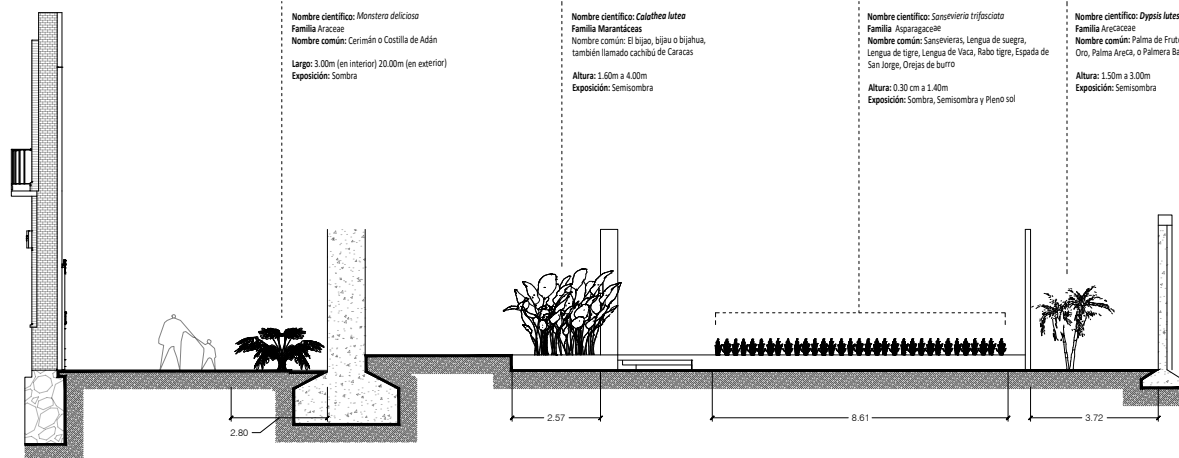 Nombre científico: Monstera deliciosa
Familia Araceae
Nombre común: Cerimán o Costilla de Adán
Largo: 3.00m (en interior) 20.00m (en exterior)
Exposición: Sombra
Nombre científico: Calathea lutea
Familia Marantáceas
Nombre común: El bijao, bijau o bijahua,
también llamado cachibú de Caracas
Altura: 1.60m a 4.00m
Exposición: Semisombra
Nombre científico: Sansevieria trifasciata
Familia Asparagaceae
Nombre común: Sansevieras, Lengua de suegra,
Lengua de tigre, Lengua de Vaca, Rabo tigre, Espada de
San Jorge, Orejas de burro
Altura: 0.30 cm a 1.40m
Exposición: Sombra, Semisombra y Pleno sol
Nombre científico: Dypsis lutes
Familia Arecaceae
Nombre común: Palma de Frut
Oro, Palma Areca, o Palmera Ba
Altura: 1.50m a 3.00m
Exposición: Semisombra
2.80
2.57
8.61
3.72